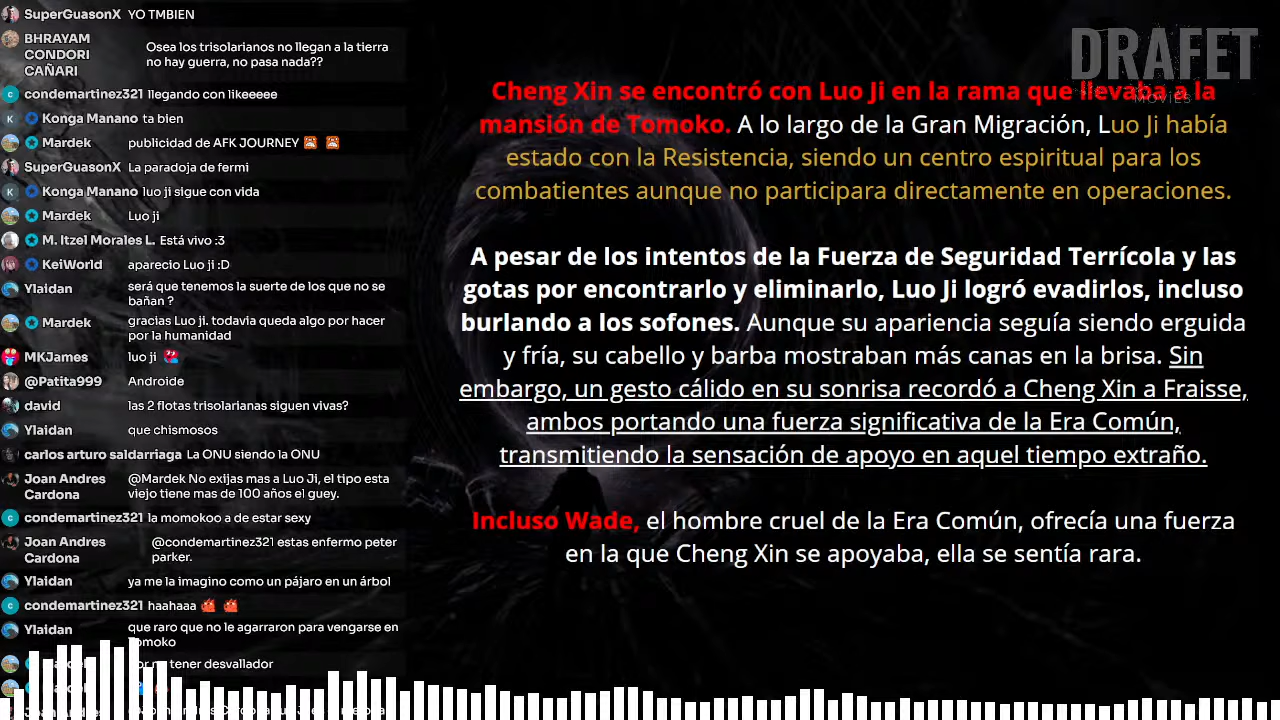 SuperGuasonX YO TMBIEN
BHRAYAM
CONDORI
CAÑARI
Osea los trisolarianos no llegan a la tierra
no hay guerra, no pasa nada??
condemartinez321 llegando con likeeeee
Konga Manano ta bien
Mardek publicidad de AFK JOURNEY
SuperGuasonX La paradoja de fermi
Konga Manano luo ji sigue con vida
Mardek Luo ji
M. Itzel Morales L. Está vivo :3
KeiWorld aparecio Luo ji :D
Ylaidan será que tenemos la suerte de los que no se
bañan ?
Mardek gracias Luo ji. todavia queda algo por hacer
por la humanidad
MKJames luo ji
@Patita999 Androide
david las 2 flotas trisolarianas siguen vivas?
Ylaidan que chismosos
carlos arturo saldarriaga La ONU siendo la ONU
Joan Andres
Cardona
@Mardek No exijas mas a Luo Ji, el tipo esta
viejo tiene mas de 100 años el guey.
condemartinez321 la momokoo a de estar sexy
Joan Andres
Cardona
@condemartinez321 estas enfermo peter
parker.
Ylaidan ya me la imagino como un pájaro en un árbol
condemartinez321 haahaaa
Ylaidan que raro que no le agarraron para vengarse en
tomoko
tener desvallador
DRAFET
MOVIES
Cheng Xin se encontró con Luo Ji en la rama que llevaba a la
mansión de Tomoko. A lo largo de la Gran Migración, Luo Ji había
estado con la Resistencia, siendo un centro espiritual para los
combatientes aunque no participara directamente en operaciones.
A pesar de los intentos de la Fuerza de Seguridad Terrícola y las
gotas por encontrarlo y eliminarlo, Luo Ji logró evadirlos, incluso
burlando a los sofones. Aunque su apariencia seguía siendo erguida
y fría, su cabello y barba mostraban más canas en la brisa. Sin
embargo, un gesto cálido en su sonrisa recordó a Cheng Xin a Fraisse,
ambos portando una fuerza significativa de la Era Común,
transmitiendo la sensación de apoyo en aquel tiempo extraño.
Incluso Wade, el hombre cruel de la Era Común, ofrecía una fuerza
en la que Cheng Xin se apoyaba, ella se sentía rara.